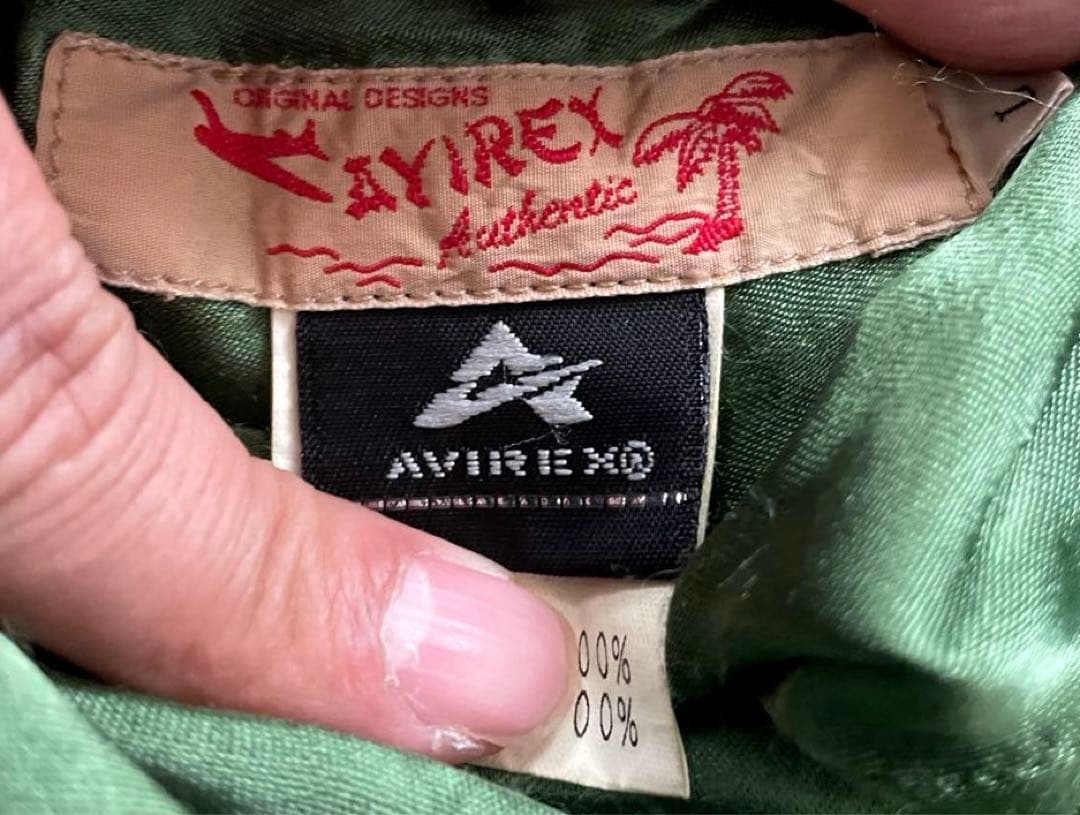 ORIGINAL DESIGNS
AVIREX
Authentic
AVIREX®
00%
00%